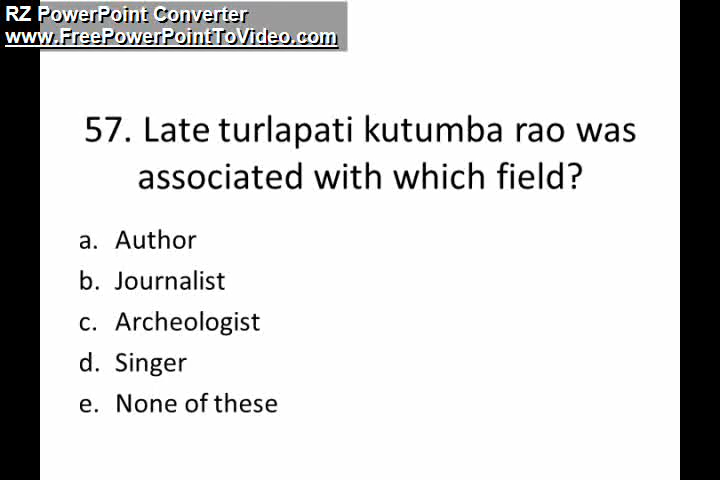 RZ PowerPoint Converter
www.FreePowerPointToVideo.com
57. Late turlapati kutumba rao was
associated with which field?
a. Author
b. Journalist
c. Archeologist
d. Singer
e. None of these